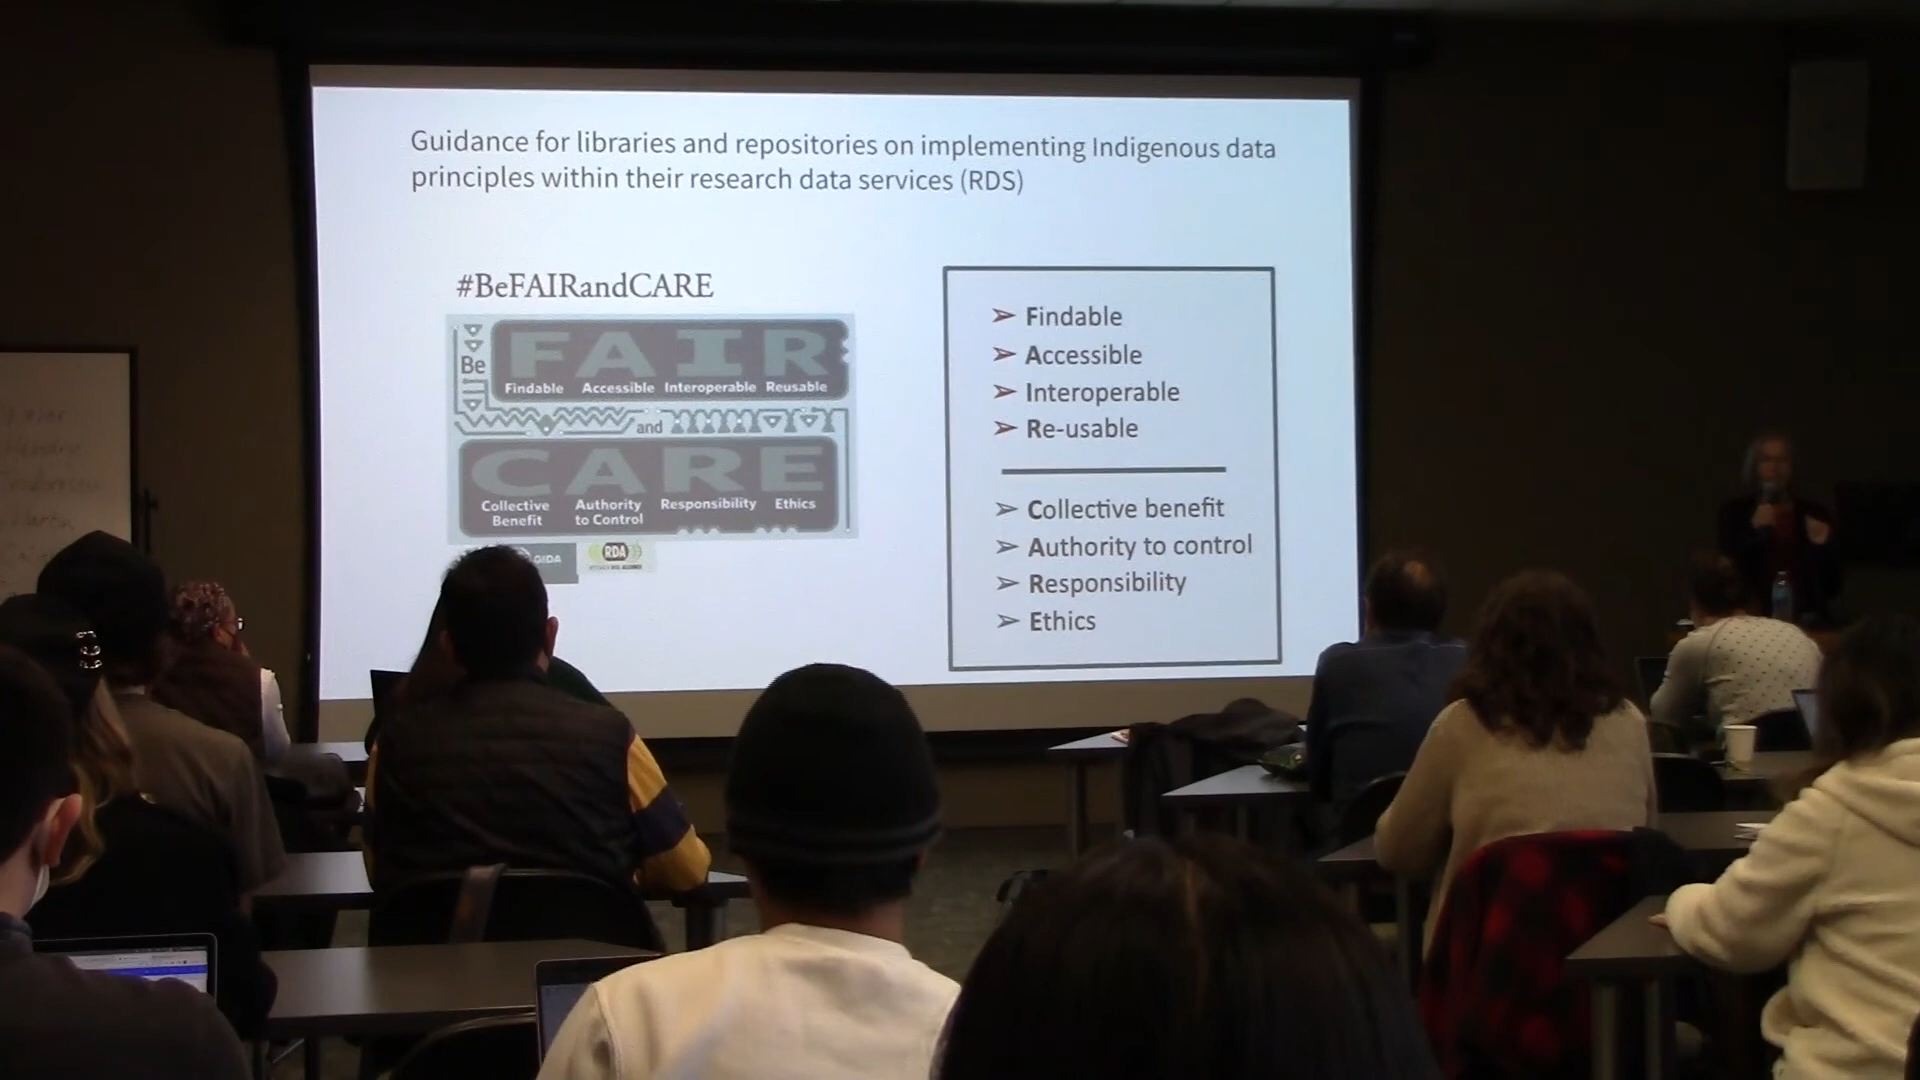 Guidance for libraries and repositories on implementing Indigenous data
principles within their research data services (RDS)
#BeFAIRandCARE
Be
FAIR
Findable Accessible Interoperable Reusable
and
CARE
Collective Benefit
Authority to Control
Responsibility
Ethics
GIDA
RDA
➢ Findable
➢ Accessible
➢ Interoperable
➢ Re-usable
➢ Collective benefit
➢ Authority to control
➢ Responsibility
➢ Ethics